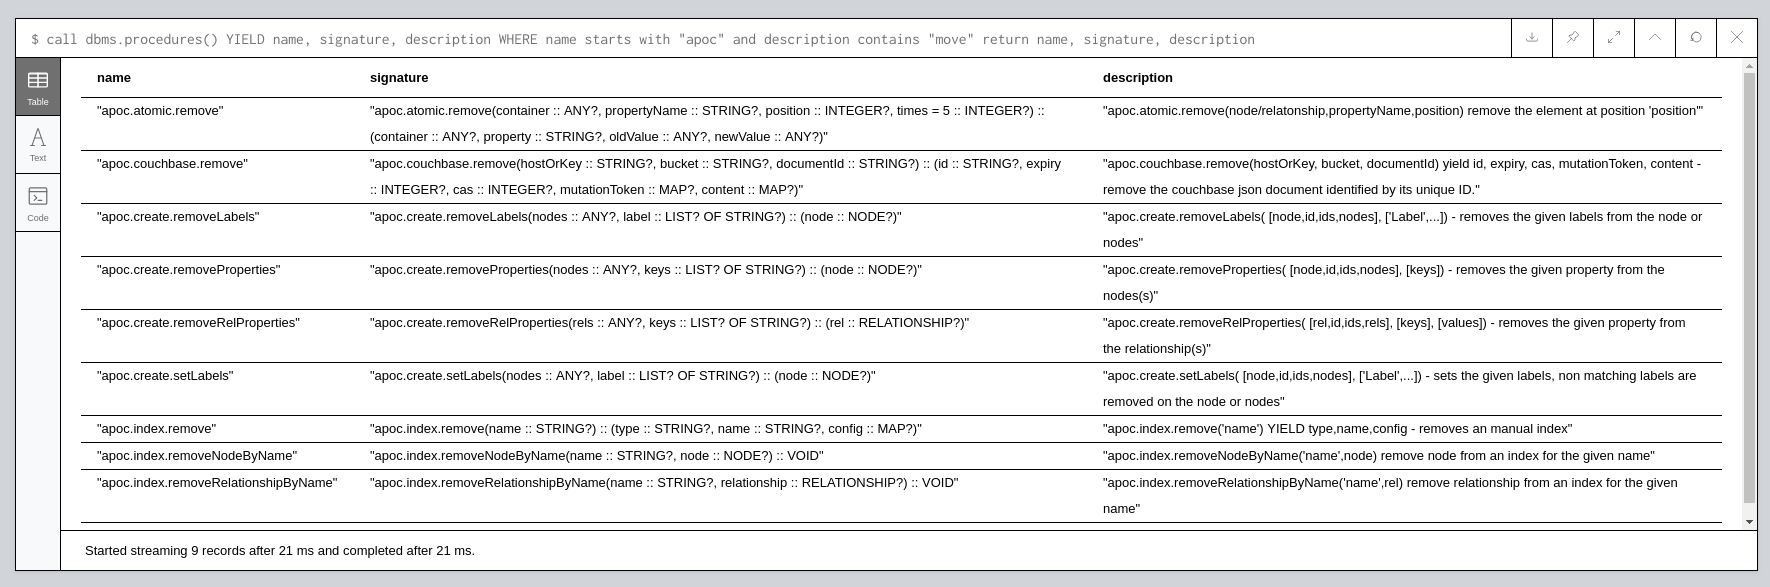 $ call dbms.procedures() YIELD name, signature, description WHERE name starts with "apoc" and description contains "move" return name, signature, description
Table
Text
Code
name signature description
"apoc.atomic.remove" "apoc.atomic.remove(container :: ANY?, propertyName :: STRING?, position :: INTEGER?, times = 5 :: INTEGER?) :: "apoc.atomic.remove(node/relatonship,propertyName,position) remove the element at position 'position'"
(container :: ANY?, property :: STRING?, oldValue :: ANY?, newValue :: ANY?)"
"apoc.couchbase.remove" "apoc.couchbase.remove(hostOrKey :: STRING?, bucket :: STRING?, documentId :: STRING?) :: (id :: STRING?, expiry "apoc.couchbase.remove(hostOrKey, bucket, documentId) yield id, expiry, cas, mutationToken, content -
:: INTEGER?, cas :: INTEGER?, mutationToken :: MAP?, content :: MAP?)" remove the couchbase json document identified by its unique ID."
"apoc.create.removeLabels" "apoc.create.removeLabels(nodes :: ANY?, label :: LIST? OF STRING?) :: (node :: NODE?)" "apoc.create.removeLabels( [node,id,ids,nodes], ['Label',...]) - removes the given labels from the node or
nodes"
"apoc.create.removeProperties" "apoc.create.removeProperties(nodes :: ANY?, keys :: LIST? OF STRING?) :: (node :: NODE?)" "apoc.create.removeProperties( [node,id,ids,nodes], [keys]) - removes the given property from the
nodes(s)"
"apoc.create.removeRelProperties" "apoc.create.removeRelProperties(rels :: ANY?, keys :: LIST? OF STRING?) :: (rel :: RELATIONSHIP?)" "apoc.create.removeRelProperties( [rel,id,ids,rels], [keys], [values]) - removes the given property from
the relationship(s)"
"apoc.create.setLabels" "apoc.create.setLabels(nodes :: ANY?, label :: LIST? OF STRING?) :: (node :: NODE?)" "apoc.create.setLabels( [node,id,ids,nodes], ['Label',...]) - sets the given labels, non matching labels are
removed on the node or nodes"
"apoc.index.remove" "apoc.index.remove(name :: STRING?) :: (type :: STRING?, name :: STRING?, config :: MAP?)" "apoc.index.remove('name') YIELD type,name,config - removes an manual index"
"apoc.index.removeNodeByName" "apoc.index.removeNodeByName(name :: STRING?, node :: NODE?) :: VOID" "apoc.index.removeNodeByName('name',node) remove node from an index for the given name"
"apoc.index.removeRelationshipByName" "apoc.index.removeRelationshipByName(name :: STRING?, relationship :: RELATIONSHIP?) :: VOID" "apoc.index.removeRelationshipByName('name',rel) remove relationship from an index for the given
name"
Started streaming 9 records after 21 ms and completed after 21 ms.